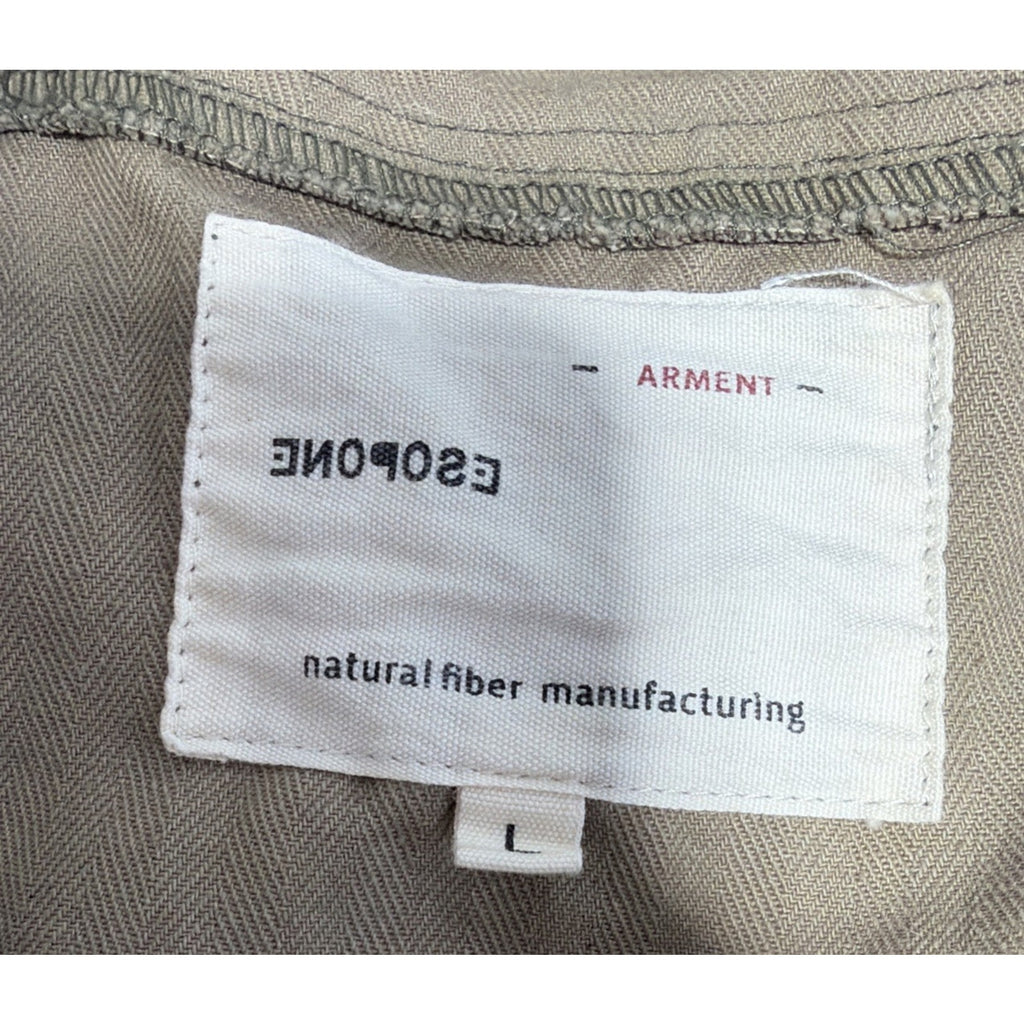 - ARMENT -
ESOPONE
natural fiber manufacturing
L